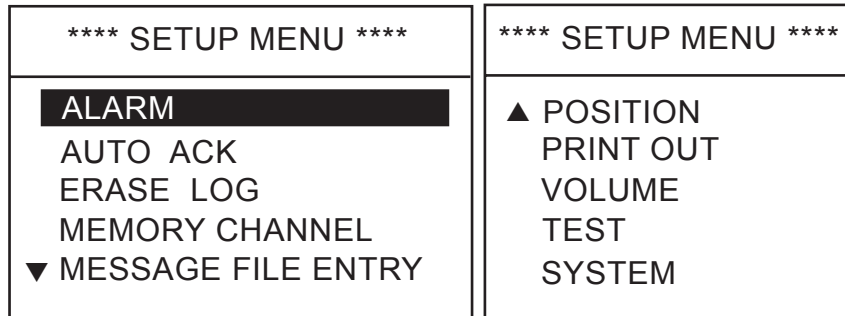 **** SETUP MENU ****
ALARM
AUTO ACK
ERASE LOG
MEMORY CHANNEL
▼ MESSAGE FILE ENTRY
**** SETUP MENU ****
▲ POSITION
PRINT OUT
VOLUME
TEST
SYSTEM